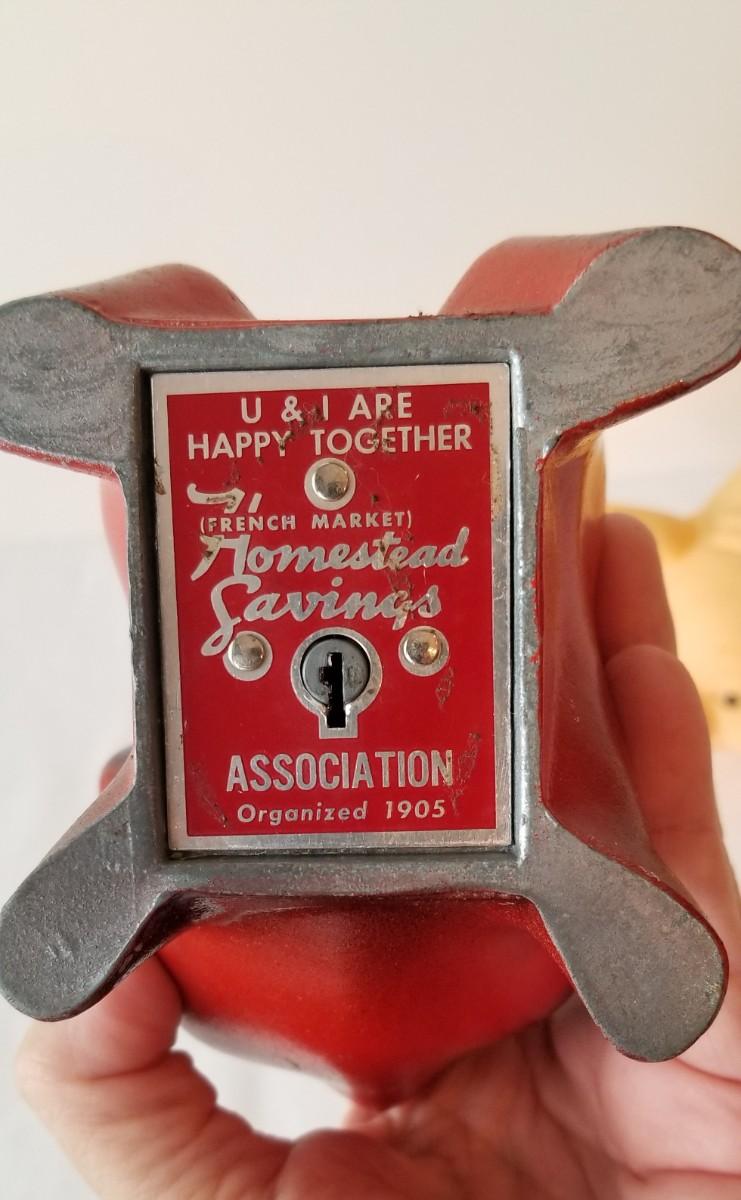 U & I ARE
HAPPY TOGETHER
(FRENCH MARKET)
Homestead
Savings
ASSOCIATION
Organized 1905